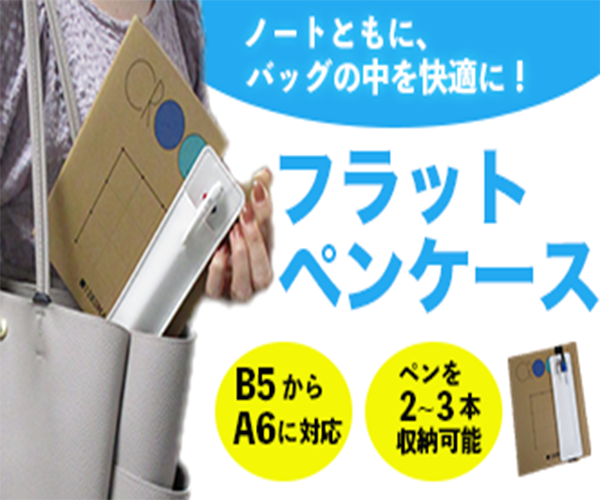 ノートともに、
バッグの中を快適に！
フラット
ペンケース
B5から
A6に対応
ペンを
2~3本
収納可能
CROO